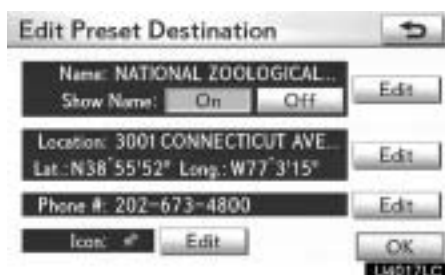 Edit Preset Destination
Name: NATIONAL ZOOLOGICAL...
Edit
Show Name: On Off
Location: 3001 CONNECTICUT AVE...
Edit
Lat.:N38°55'52" Long.:W77°3'15"
Phone #: 202-673-4800
Edit
Icon: Edit
OK